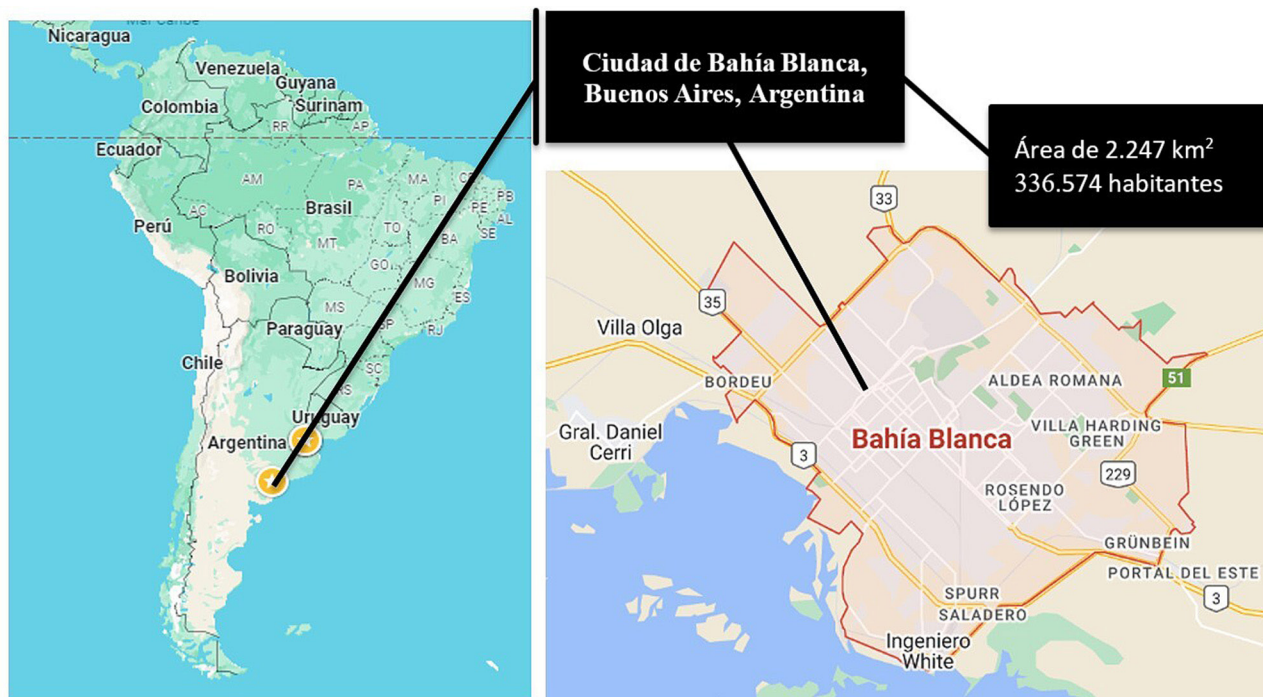 Mar Caribe
Nicaragua
Venezuela
Guyana
Surinam
Colombia
RR
AP
Ecuador
AM
PA
MA
CE
RN
PI
PB
PE
AL
AC
Brasil
TO
SE
Perú
RO
MT
BA
GO
Bolivia
MG
ES
MS
SP
RJ
Paraguay
Chile
SC
RS
Uruguay
Argentina
Ciudad de Bahía Blanca,
Buenos Aires, Argentina
Área de 2.247 km²
336.574 habitantes
33
35
Villa Olga
BORDEU
ALDEA ROMANA
51
Gral. Daniel
Cerri
3
Bahía Blanca
VILLA HARDING
GREEN
229
ROSENDO
LÓPEZ
GRÜNBEIN
PORTAL DEL ESTE
3
SPURR
SALADERO
Ingeniero
White